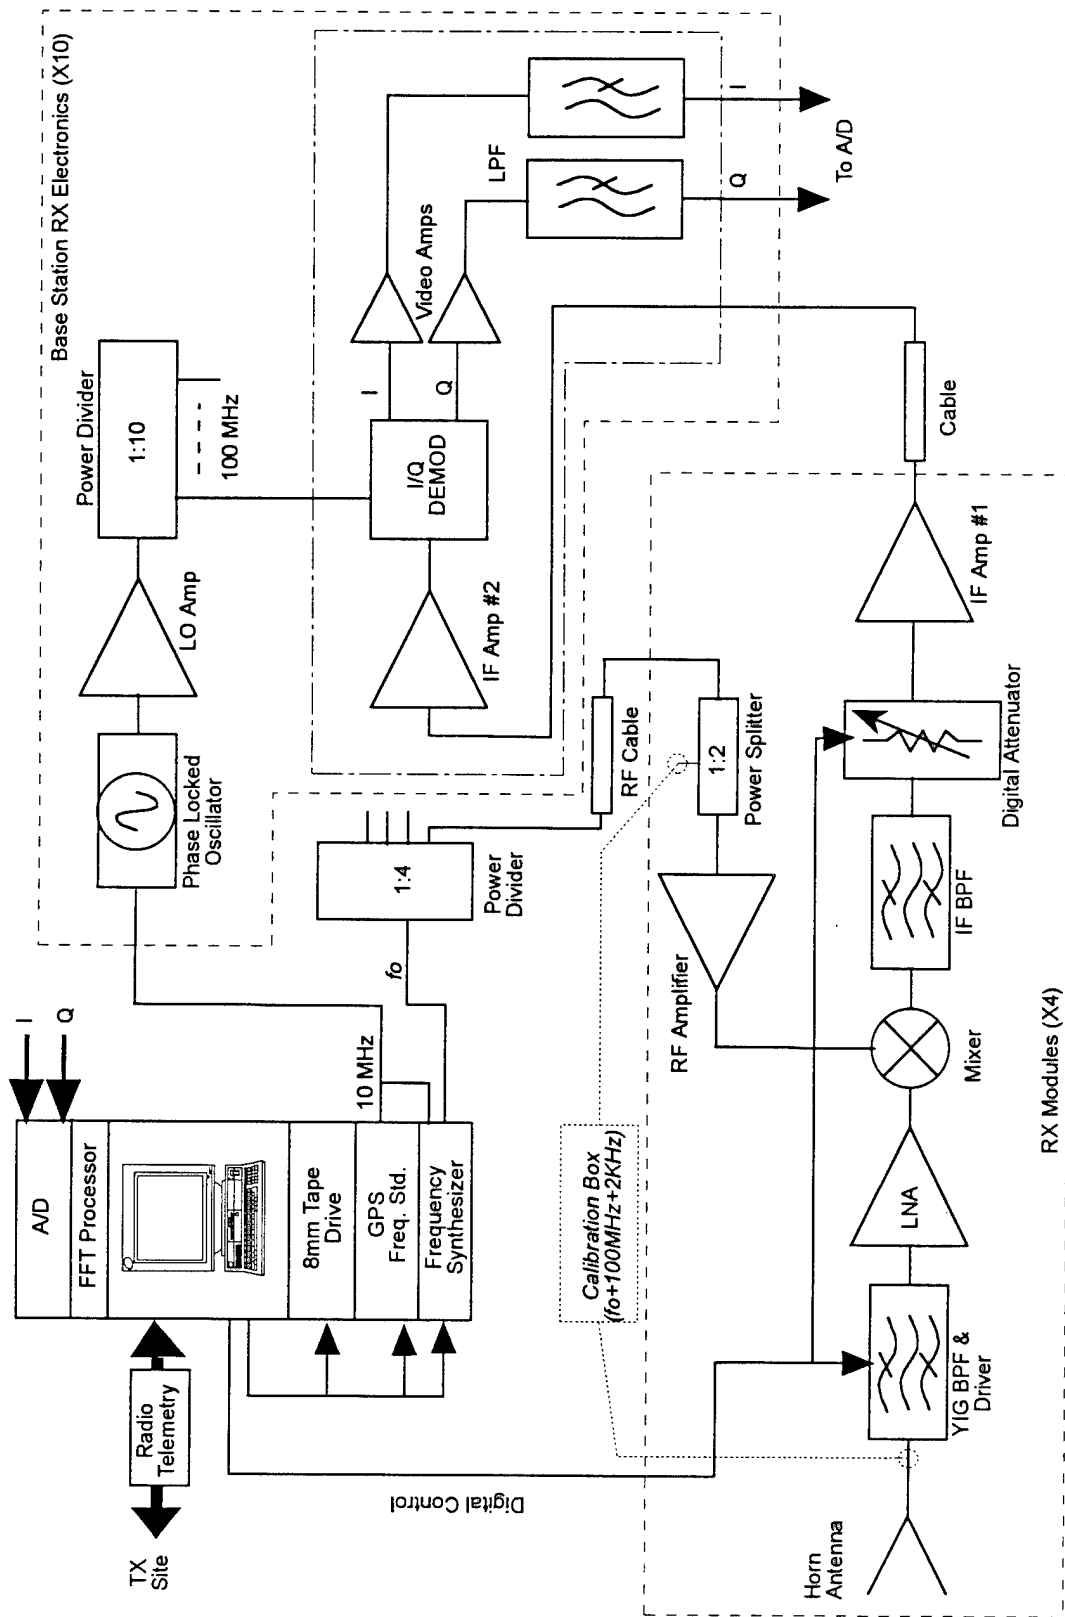 Base Station RX Electronics (X10)
Power Divider
1:10
100 MHz
LO Amp
Phase Locked
Oscillator
I/Q
DEMOD
I
Q
Video Amps
LPF
I
Q
To A/D
IF Amp #2
I
Q
A/D
FFT Processor
8mm Tape
Drive
GPS
Freq. Std.
Frequency
Synthesizer
10 MHz
fo
1:4
Power
Divider
TX
Site
Radio
Telemetry
Digital Control
RF Cable
1:2
Power Splitter
RF Amplifier
Calibration Box
(fo+100MHz+2KHz)
Horn
Antenna
YIG BPF &
Driver
LNA
Mixer
IF BPF
Digital Attenuator
IF Amp #1
Cable
RX Modules (X4)